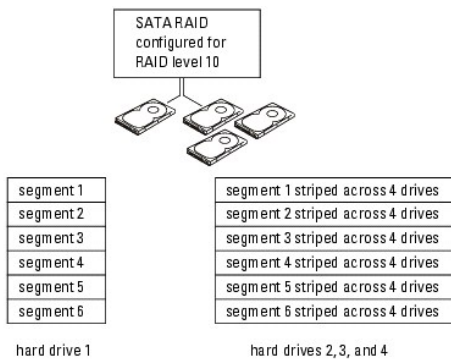 SATA RAID
configured for
RAID level 10
segment 1
segment 2
segment 3
segment 4
segment 5
segment 6
hard drive 1
segment 1 striped across 4 drives
segment 2 striped across 4 drives
segment 3 striped across 4 drives
segment 4 striped across 4 drives
segment 5 striped across 4 drives
segment 6 striped across 4 drives
hard drives 2, 3, and 4